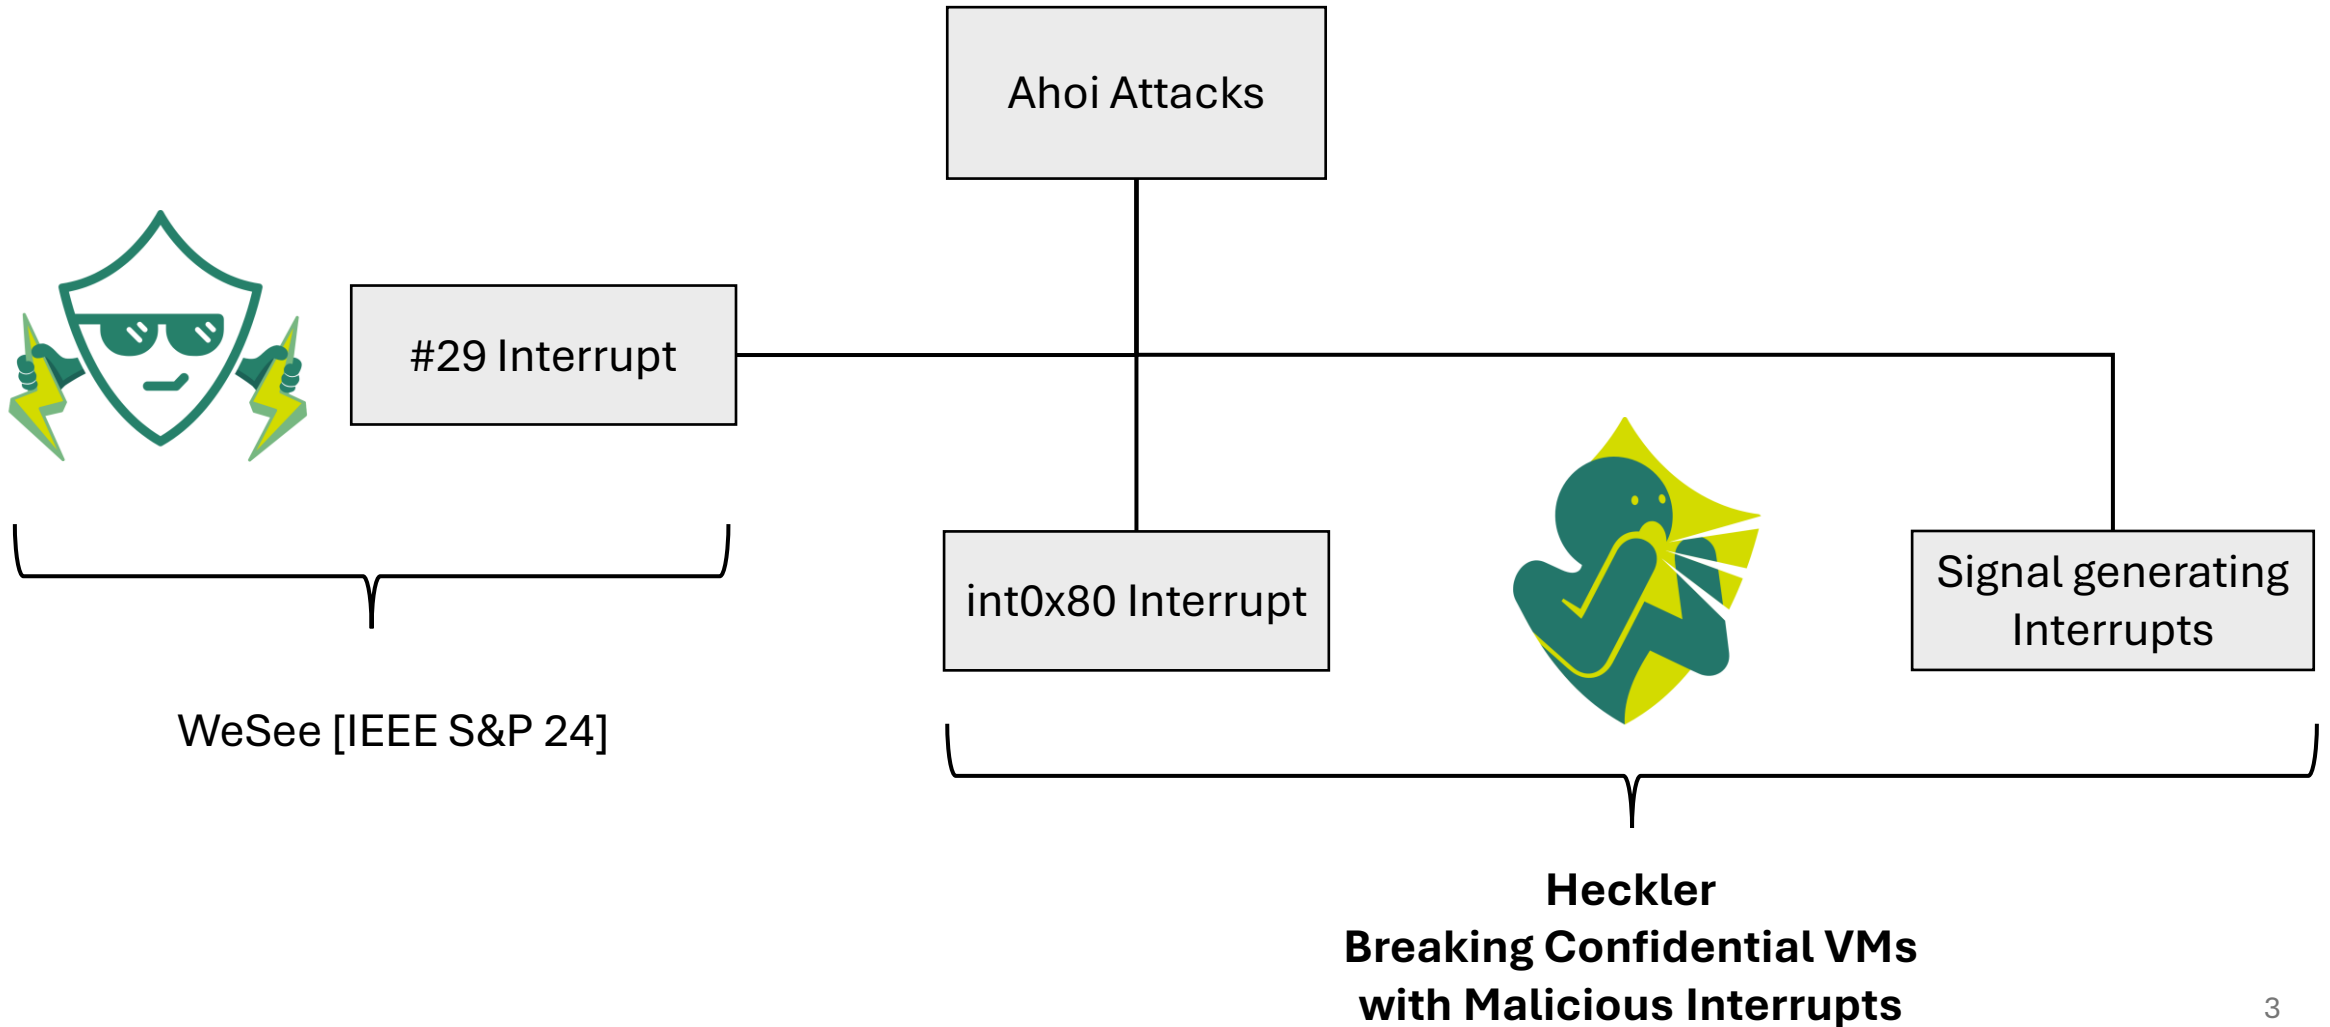 Ahoi Attacks
#29 Interrupt
int0x80 Interrupt
Signal generating
Interrupts
WeSee [IEEE S&P 24]
Heckler
Breaking Confidential VMs
with Malicious Interrupts
3